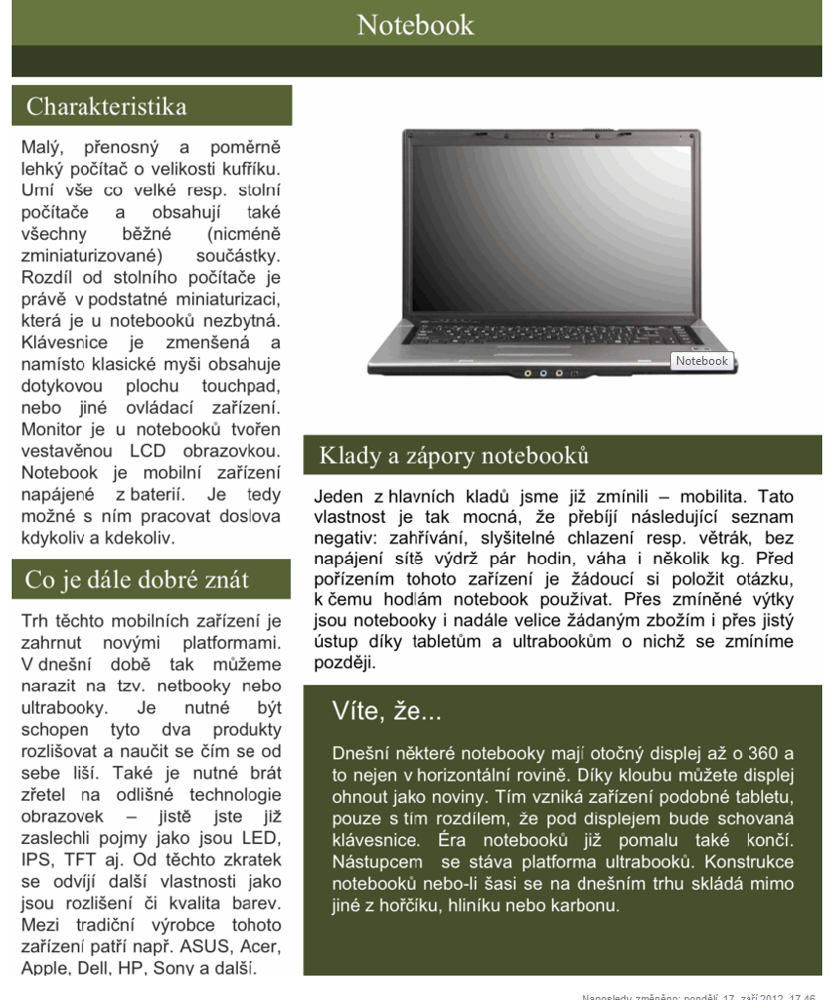 Notebook
Charakteristika
Malý, přenosný a poměrně
lehký počítač o velikosti kufříku.
Umí vše co velké resp. stolní
počítače a obsahují také
všechny běžné (nicméně
zminiaturizované) součástky.
Rozdíl od stolního počítače je
právě v podstatné miniaturizaci,
která je u notebooků nezbytná.
Klávesnice je zmenšená a
namísto klasické myši obsahuje
dotykovou plochu touchpad,
nebo jiné ovládací zařízení.
Monitor je u notebooků tvořen
vestavěnou LCD obrazovkou.
Notebook je mobilní zařízení
napájené z baterií. Je tedy
možné s ním pracovat doslova
kdykoliv a kdekoliv.
Co je dále dobré znát
Trh těchto mobilních zařízení je
zahrnut novými platformami.
V dnešní době tak můžeme
narazit na tzv. netbooky nebo
ultrabooky. Je nutné být
schopen tyto dva produkty
rozlišovat a naučit se čím se od
sebe liší. Také je nutné brát
zřetel na odlišné technologie
obrazovek – jistě jste již
zaslechli pojmy jako jsou LED,
IPS, TFT aj. Od těchto zkratek
se odvíjí další vlastnosti jako
jsou rozlišení či kvalita barev.
Mezi tradiční výrobce tohoto
zařízení patří např. ASUS, Acer,
Apple, Dell, HP, Sony a další.
Notebook
Klady a zápory notebooků
Jeden z hlavních kladů jsme již zmínili – mobilita. Tato
vlastnost je tak mocná, že přebíjí následující seznam
negativ: zahřívání, slyšitelné chlazení resp. větrák, bez
napájení sítě výdrž pár hodin, váha i několik kg. Před
pořízením tohoto zařízení je žádoucí si položit otázku,
k čemu hodlám notebook používat. Přes zmíněné výtky
jsou notebooky i nadále velice žádaným zbožím i přes jistý
ústup díky tabletům a ultrabookům o nichž se zmíníme
později.
Víte, že...
Dnešní některé notebooky mají otočný displej až o 360 a
to nejen v horizontální rovině. Díky kloubu můžete displej
ohnout jako noviny. Tím vzniká zařízení podobné tabletu,
pouze s tím rozdílem, že pod displejem bude schovaná
klávesnice. Éra notebooků již pomalu také končí.
Nástupcem se stáva platforma ultrabooků. Konstrukce
notebooků nebo-li šasi se na dnešním trhu skládá mimo
jiné z hořčíku, hliníku nebo karbonu.
Naposledy změněno: pondělí, 17. září 2012, 17.46